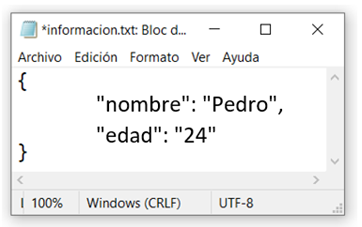 *informacion.txt: Bloc d...
Archivo Edición Formato Ver Ayuda
{
"nombre": "Pedro",
"edad": "24"
}
100% Windows (CRLF) UTF-8